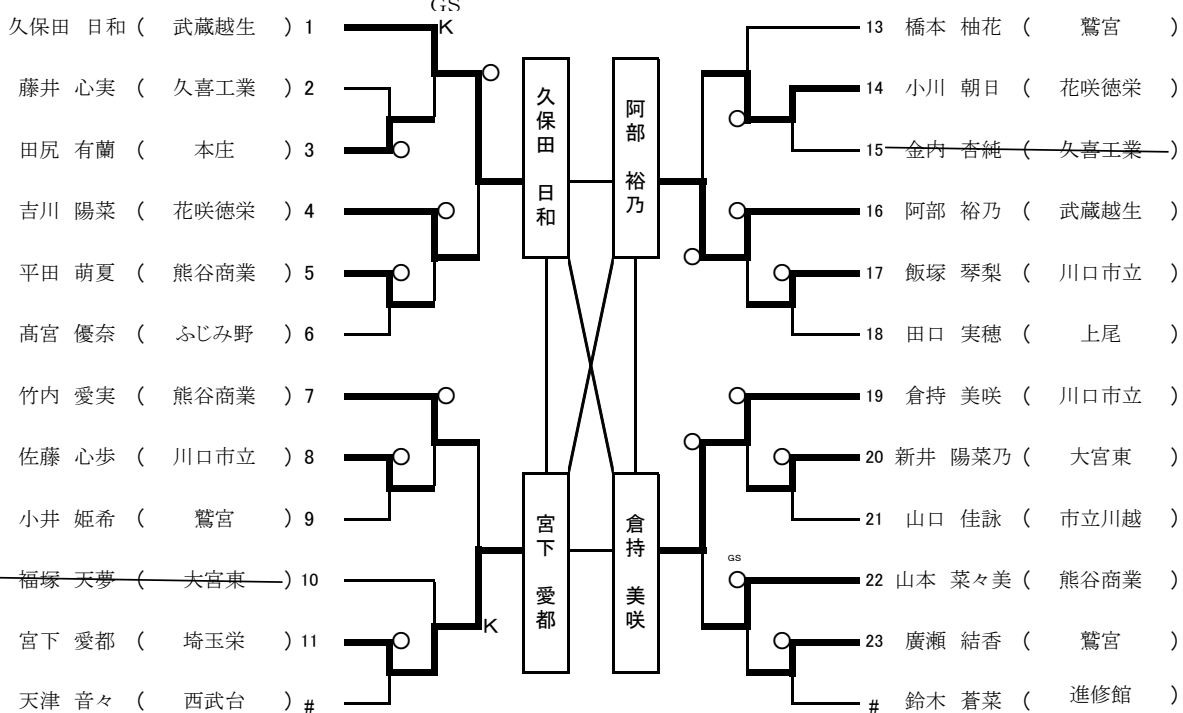 GS
K
久保田 日和 ( 武蔵越生 ) 1
藤井 心実 ( 久喜工業 ) 2
田尻 有蘭 ( 本庄 ) 3
吉川 陽菜 ( 花咲徳栄 ) 4
平田 萌夏 ( 熊谷商業 ) 5
髙宮 優奈 ( ふじみ野 ) 6
竹内 愛実 ( 熊谷商業 ) 7
佐藤 心歩 ( 川口市立 ) 8
小井 姫希 ( 鷲宮 ) 9
福塚 天夢 ( 大宮東 ) 10
宮下 愛都 ( 埼玉栄 ) 11
天津 音々 ( 西武台 ) #
K
久保田 日和
阿部 裕乃
宮下 愛都
倉持 美咲
13 橋本 柚花 ( 鷲宮 )
14 小川 朝日 ( 花咲徳栄 )
15 金内 杏純 ( 久喜工業 )
16 阿部 裕乃 ( 武蔵越生 )
17 飯塚 琴梨 ( 川口市立 )
18 田口 実穂 ( 上尾 )
19 倉持 美咲 ( 川口市立 )
20 新井 陽菜乃 ( 大宮東 )
21 山口 佳詠 ( 市立川越 )
GS
22 山本 菜々美 ( 熊谷商業 )
23 廣瀬 結香 ( 鷲宮 )
# 鈴木 蒼菜 ( 進修館 )